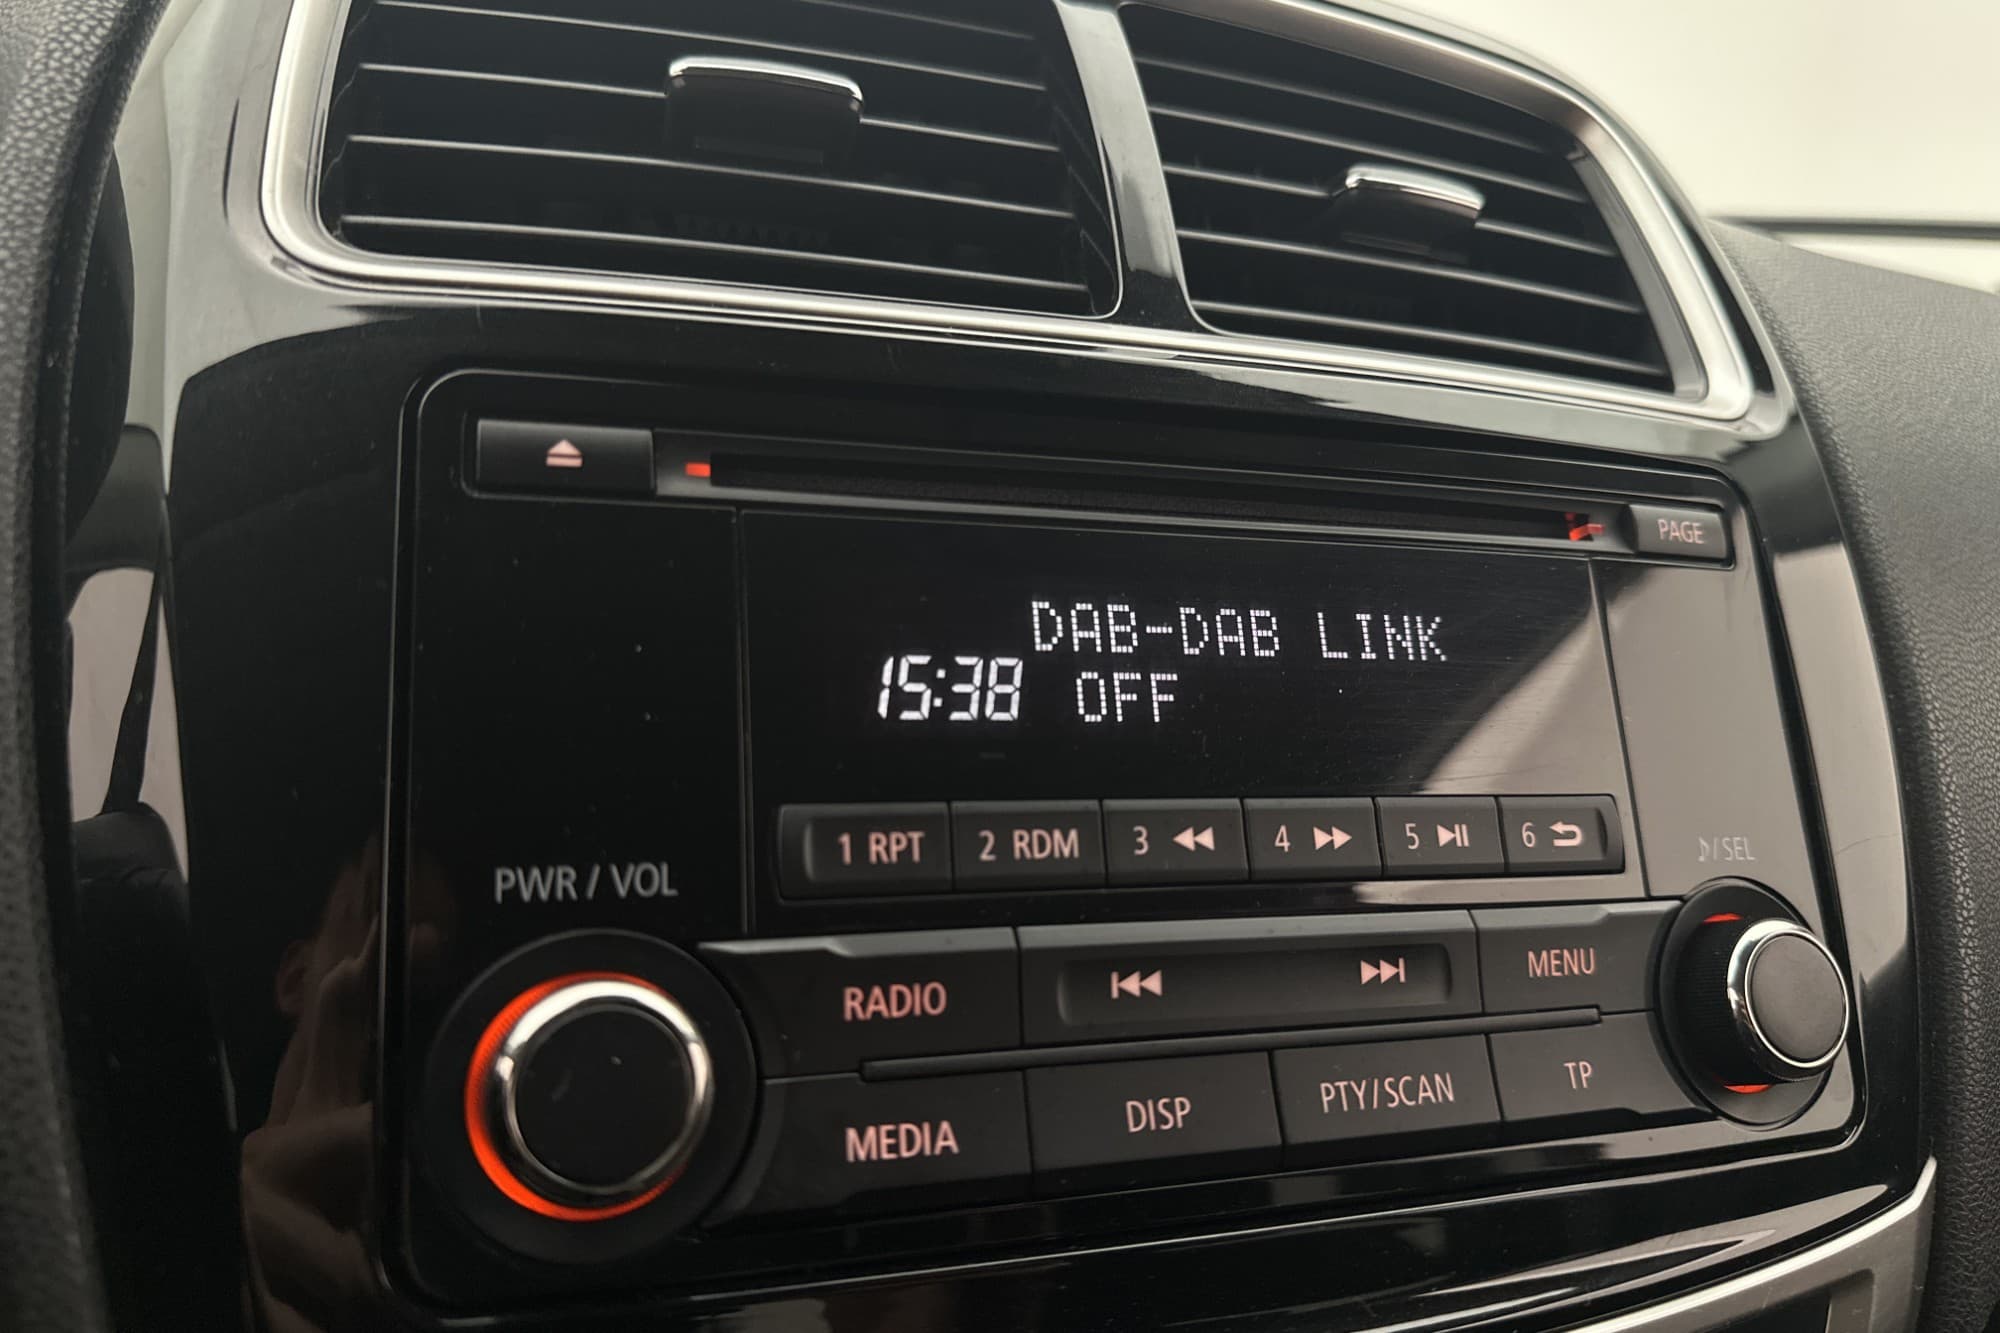 PAGE
DAB-DAB LINK
15:38 OFF
1 RPT 2 RDM 3 4 5 6
PWR / VOL
♪/SEL
RADIO
MENU
MEDIA
DISP
PTY/SCAN
TP